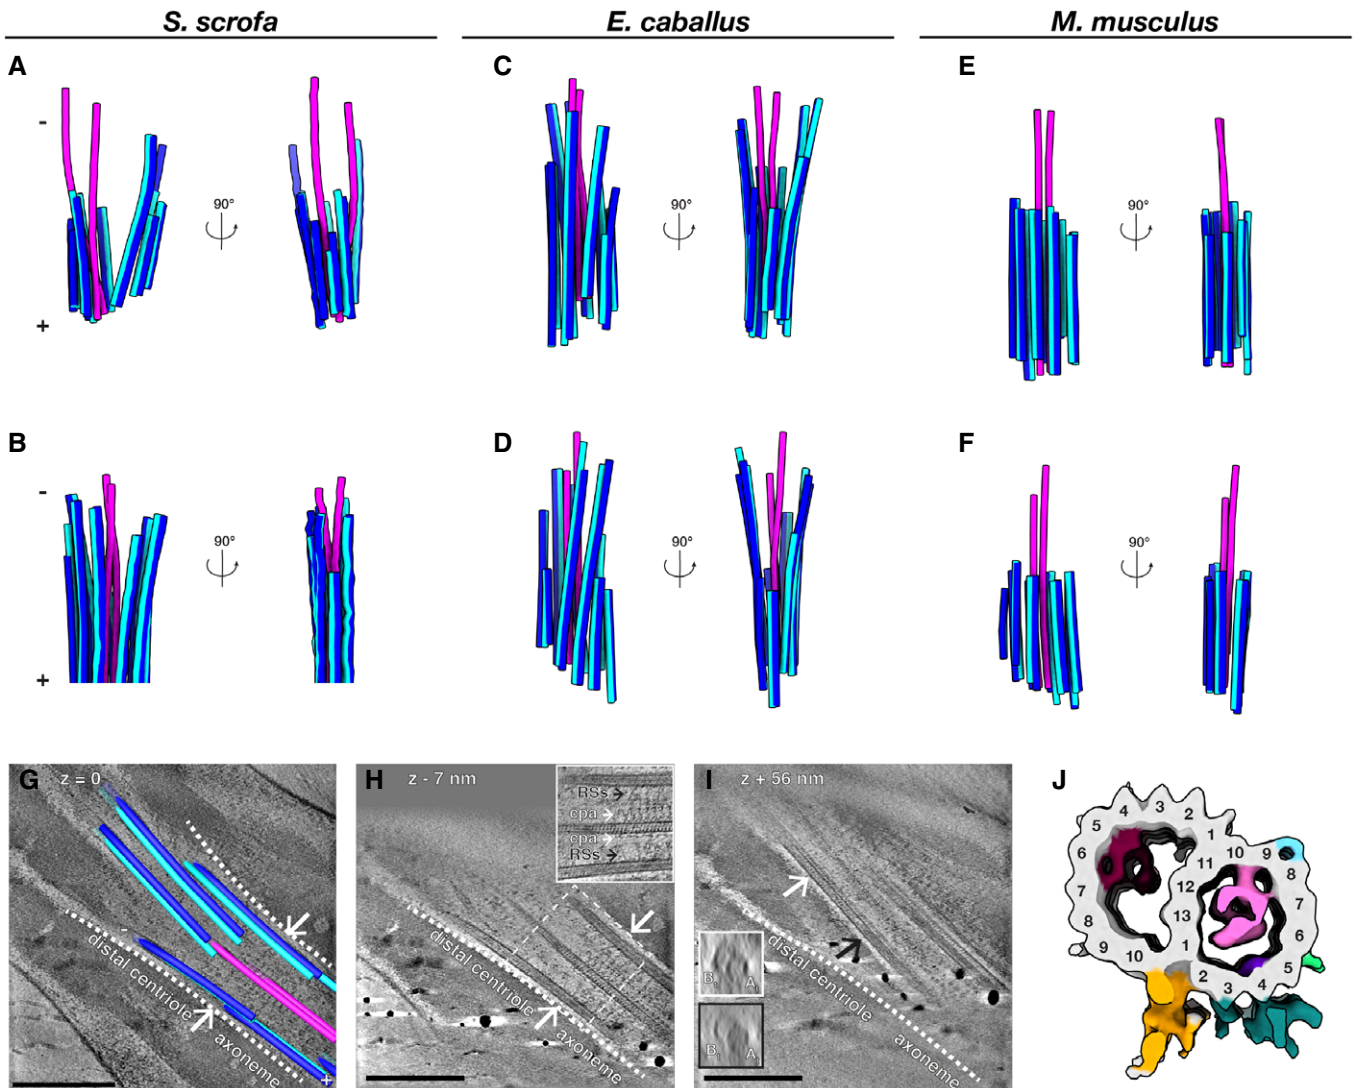 S. scrofa
E. caballus
M. musculus
A
C
E
-
90°
90°
90°
+
B
D
F
-
90°
90°
90°
+
G
z = 0
-
distal centriole
axoneme
+
H
z - 7 nm
RSs
cpa
cpa
RSs
distal centriole
axoneme
I
z + 56 nm
B
A
B
A
distal centriole
axoneme
J
4
3
2
5
1
6
11
10
9
8
7
12
7
8
13
6
9
10
1
5
2
3
4